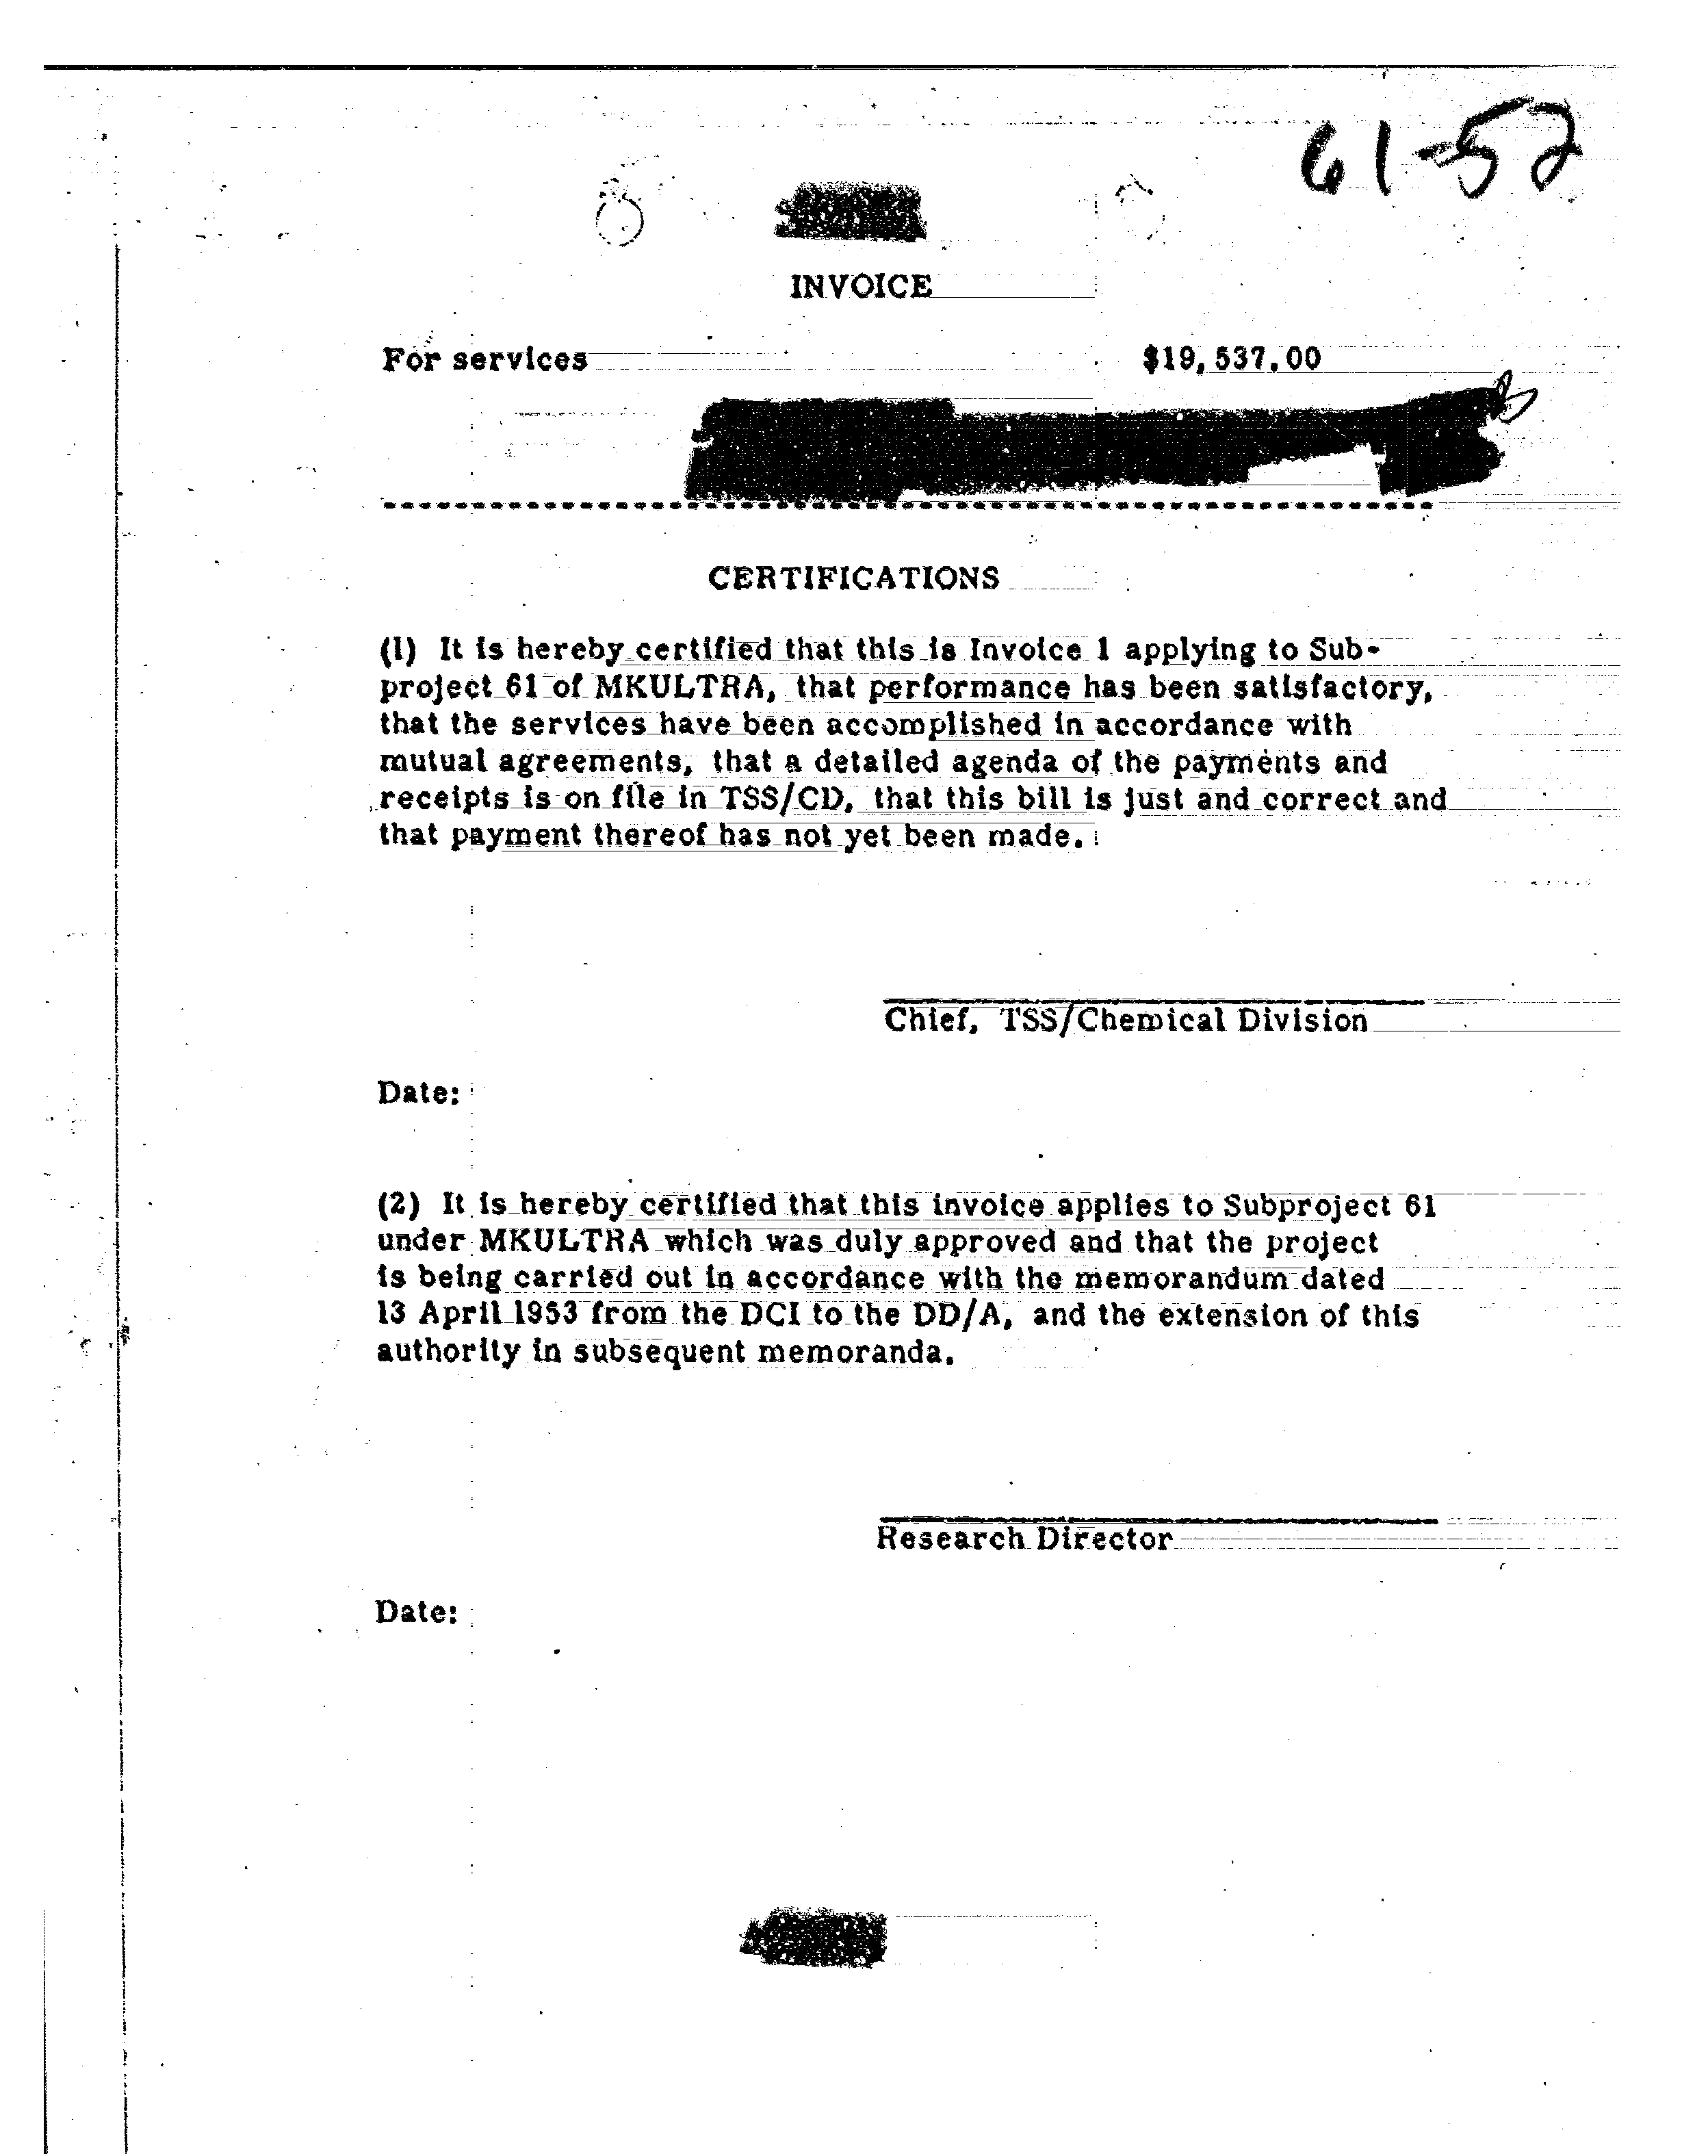 61-52
INVOICE
For services $19,537.00
CERTIFICATIONS
(1) It is hereby certified that this is Invoice 1 applying to Sub-
project 61 of MKULTRA, that performance has been satisfactory,
that the services have been accomplished in accordance with
mutual agreements, that a detailed agenda of the payments and
receipts is on file in TSS/CD, that this bill is just and correct and
that payment thereof has not yet been made.
Chief, TSS/Chemical Division
Date:
(2) It is hereby certified that this invoice applies to Subproject 61
under MKULTRA which was duly approved and that the project
is being carried out in accordance with the memorandum dated
13 April 1953 from the DCI to the DD/A, and the extension of this
authority in subsequent memoranda.
Research Director
Date: